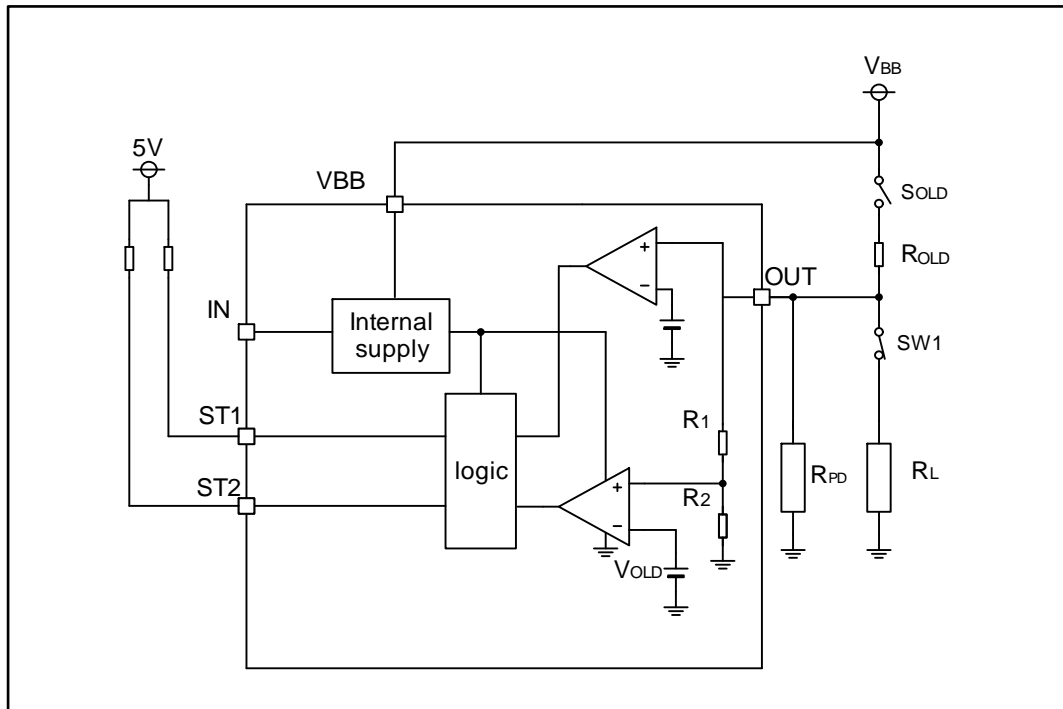 VBB
5V
VBB
SOLD
ROLD
OUT
IN
Internal
supply
SW1
ST1
R1
logic
RPD
RL
ST2
R2
VOLD
+
−
+
−